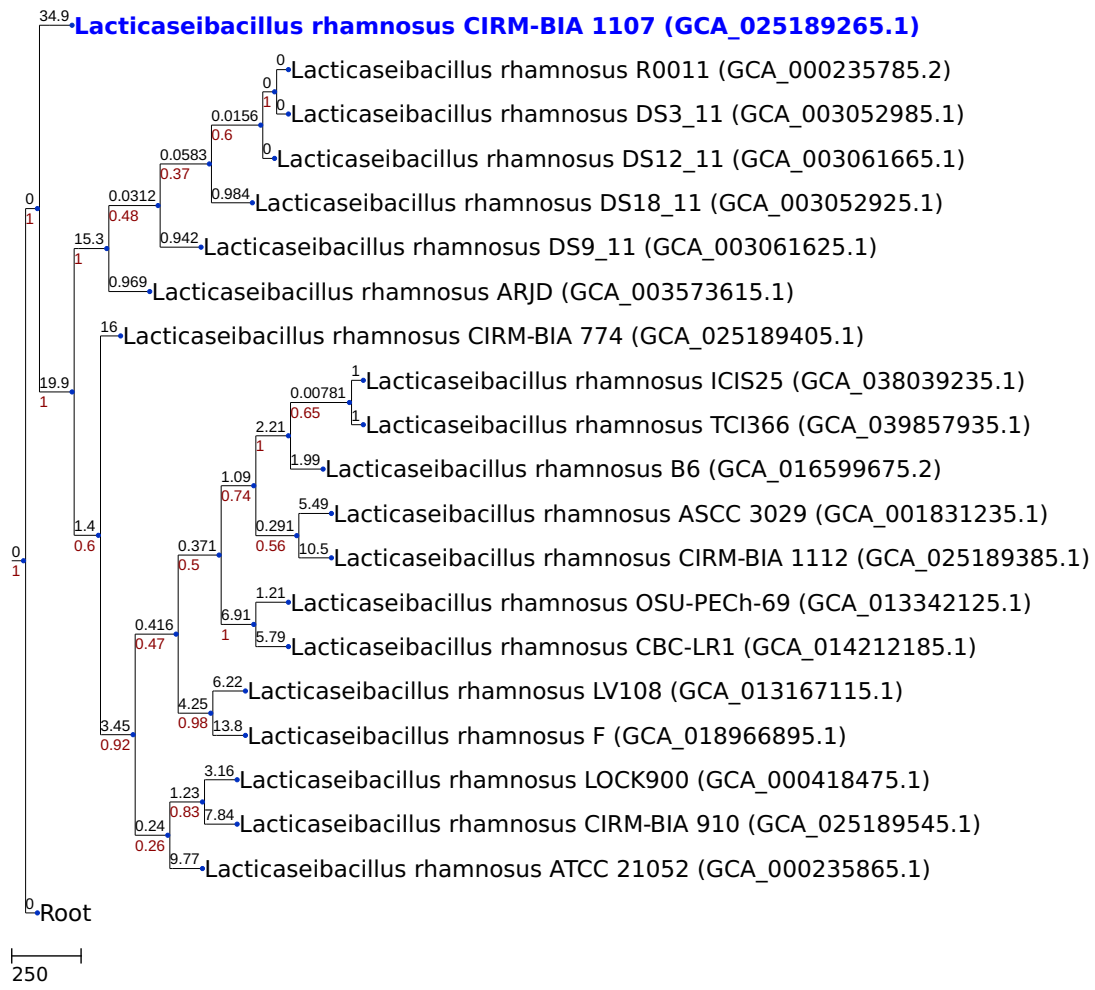 34.9
Lacticaseibacillus rhamnosus CIRM-BIA 1107 (GCA_025189265.1)
0
Lacticaseibacillus rhamnosus R0011 (GCA_000235785.2)
0
1
0
Lacticaseibacillus rhamnosus DS3_11 (GCA_003052985.1)
0.0156
0.6
0
Lacticaseibacillus rhamnosus DS12_11 (GCA_003061665.1)
0.0583
0.37
0.984
Lacticaseibacillus rhamnosus DS18_11 (GCA_003052925.1)
0
1
0.0312
0.48
0.942
Lacticaseibacillus rhamnosus DS9_11 (GCA_003061625.1)
15.3
1
0.969
Lacticaseibacillus rhamnosus ARJD (GCA_003573615.1)
16
Lacticaseibacillus rhamnosus CIRM-BIA 774 (GCA_025189405.1)
19.9
1
1
Lacticaseibacillus rhamnosus ICIS25 (GCA_038039235.1)
0.00781
0.65
1
Lacticaseibacillus rhamnosus TCI366 (GCA_039857935.1)
2.21
1
1.99
Lacticaseibacillus rhamnosus B6 (GCA_016599675.2)
1.09
0.74
5.49
Lacticaseibacillus rhamnosus ASCC 3029 (GCA_001831235.1)
1.4
0.6
0.291
0.56
10.5
Lacticaseibacillus rhamnosus CIRM-BIA 1112 (GCA_025189385.1)
0
1
0.371
0.5
1.21
Lacticaseibacillus rhamnosus OSU-PECh-69 (GCA_013342125.1)
6.91
1
5.79
Lacticaseibacillus rhamnosus CBC-LR1 (GCA_014212185.1)
0.416
0.47
6.22
Lacticaseibacillus rhamnosus LV108 (GCA_013167115.1)
4.25
0.98
13.8
Lacticaseibacillus rhamnosus F (GCA_018966895.1)
3.45
0.92
3.16
Lacticaseibacillus rhamnosus LOCK900 (GCA_000418475.1)
1.23
0.83
7.84
Lacticaseibacillus rhamnosus CIRM-BIA 910 (GCA_025189545.1)
0.24
0.26
9.77
Lacticaseibacillus rhamnosus ATCC 21052 (GCA_000235865.1)
0
Root
250